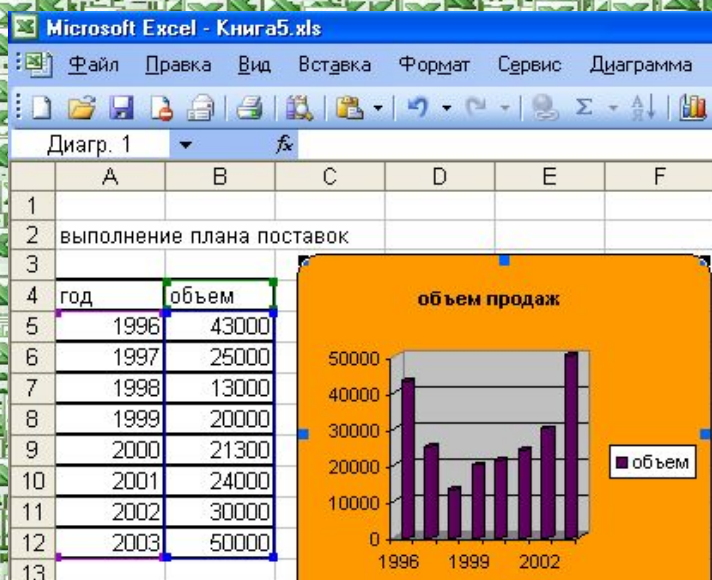 Microsoft Excel - Книга5.xls
Файл Правка Вид Вставка Формат Сервис Диаграмма
Диагр. 1 fx
A B C D E F
1
2 выполнение плана поставок
3
4 год объем
5 1996 43000
6 1997 25000
7 1998 13000
8 1999 20000
9 2000 21300
10 2001 24000
11 2002 30000
12 2003 50000
13
объем продаж
50000
40000
30000
20000
10000
0
1996 1999 2002
объем